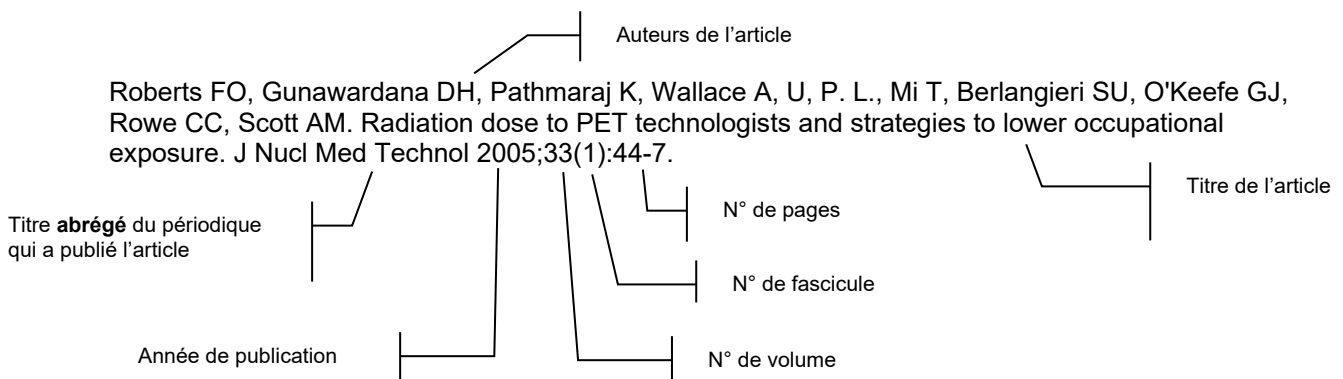 Auteurs de l’article
Roberts FO, Gunawardana DH, Pathmaraj K, Wallace A, U, P. L., Mi T, Berlangieri SU, O'Keefe GJ,
Rowe CC, Scott AM. Radiation dose to PET technologists and strategies to lower occupational
exposure. J Nucl Med Technol 2005;33(1):44-7.
Titre de l’article
N° de pages
Titre abrégé du périodique
qui a publié l’article
N° de fascicule
Année de publication
N° de volume